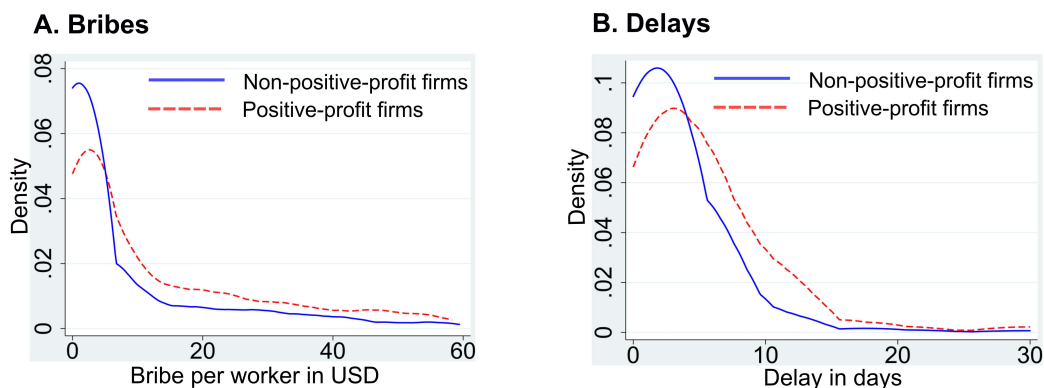 A. Bribes
.08
.06
.04
.02
0
Density
Non-positive-profit firms
Positive-profit firms
0 20 40 60
Bribe per worker in USD
B. Delays
.1
.08
.06
.04
.02
0
Density
Non-positive-profit firms
Positive-profit firms
0 10 20 30
Delay in days